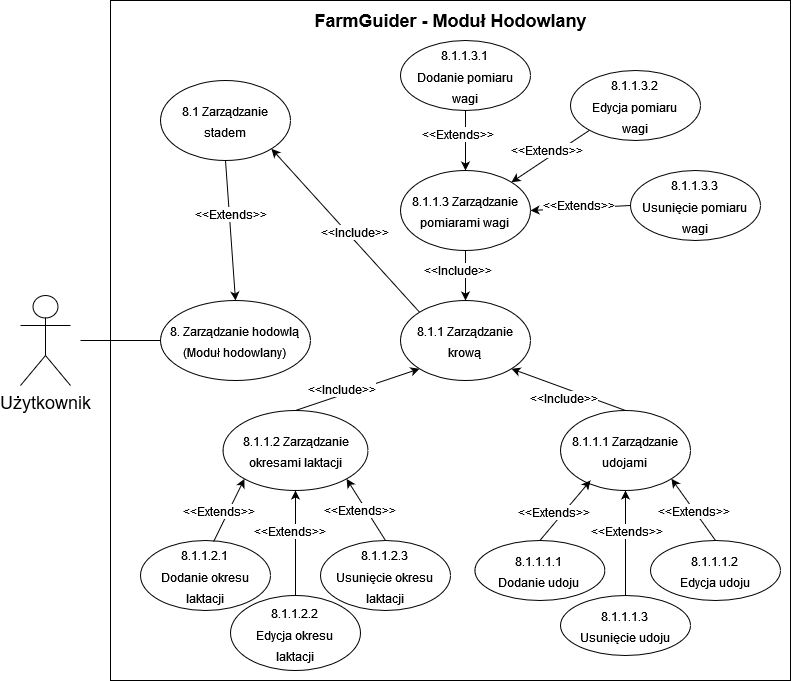 FarmGuider - Moduł Hodowlany
8.1.1.3.1
Dodanie pomiaru
wagi
8.1.1.3.2
Edycja pomiaru
wagi
8.1 Zarządzanie
stadem
<<Extends>>
<<Extends>>
8.1.1.3 Zarządzanie
pomiarami wagi
<<Extends>>
8.1.1.3.3
Usunięcie pomiaru
wagi
<<Extends>>
<<Include>>
<<Include>>
8. Zarządzanie hodowlą
(Moduł hodowlany)
8.1.1 Zarządzanie
krową
Użytkownik
<<Include>>
<<Include>>
8.1.1.2 Zarządzanie
okresami laktacji
8.1.1.1 Zarządzanie
udojami
<<Extends>>
<<Extends>>
<<Extends>>
<<Extends>>
<<Extends>>
<<Extends>>
8.1.1.2.1
Dodanie okresu
laktacji
8.1.1.2.3
Usunięcie okresu
laktacji
8.1.1.1.1
Dodanie udoju
8.1.1.1.2
Edycja udoju
8.1.1.2.2
Edycja okresu
laktacji
8.1.1.1.3
Usunięcie udoju